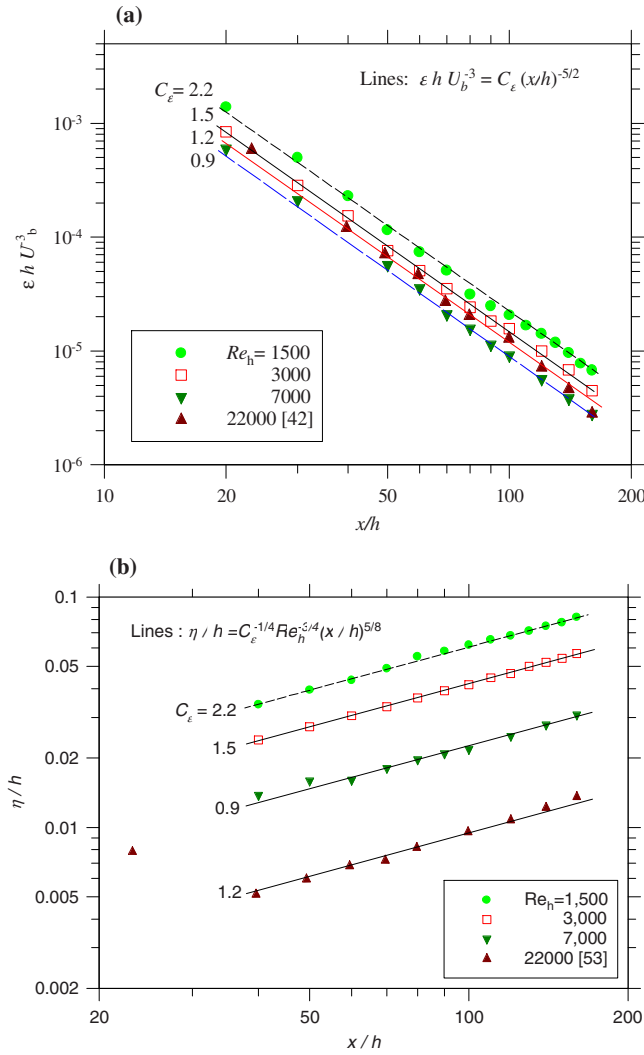 (a)
Lines: ε h U_b^-3 = C_ε (x/h)^-5/2
C_ε = 2.2
1.5
1.2
0.9
10^-3
10^-4
10^-5
10^-6
ε h U^-3_b
Re_h= 1500
3000
7000
22000 [42]
10 20 50 100 200
x/h
(b)
0.1
0.05
0.02
0.01
0.005
0.002
η / h
Lines : η / h =C_ε^-1/4 Re_h^-3/4 (x / h)^5/8
C_ε = 2.2
1.5
0.9
1.2
Re_h=1,500
3,000
7,000
22000 [53]
20 50 100 200
x / h